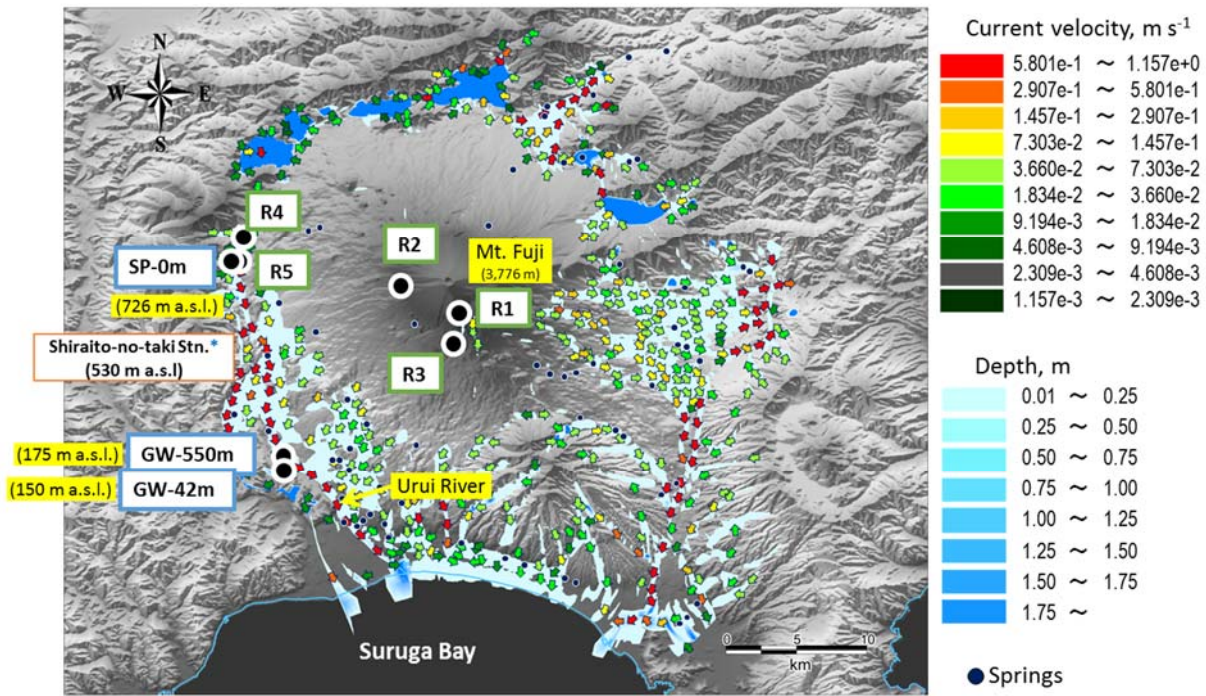 N
W E
S
R4
R2
SP-0m
R5
Mt. Fuji
(3,776 m)
(726 m a.s.l.)
R1
Shiraito-no-taki Stn.*
(530 m a.s.l)
R3
(175 m a.s.l.)
GW-550m
(150 m a.s.l.)
GW-42m
Urui River
Suruga Bay
0 5 10
km
Current velocity, m s-1
5.801e-1 ~ 1.157e+0
2.907e-1 ~ 5.801e-1
1.457e-1 ~ 2.907e-1
7.303e-2 ~ 1.457e-1
3.660e-2 ~ 7.303e-2
1.834e-2 ~ 3.660e-2
9.194e-3 ~ 1.834e-2
4.608e-3 ~ 9.194e-3
2.309e-3 ~ 4.608e-3
1.157e-3 ~ 2.309e-3
Depth, m
0.01 ~ 0.25
0.25 ~ 0.50
0.50 ~ 0.75
0.75 ~ 1.00
1.00 ~ 1.25
1.25 ~ 1.50
1.50 ~ 1.75
1.75 ~
Springs